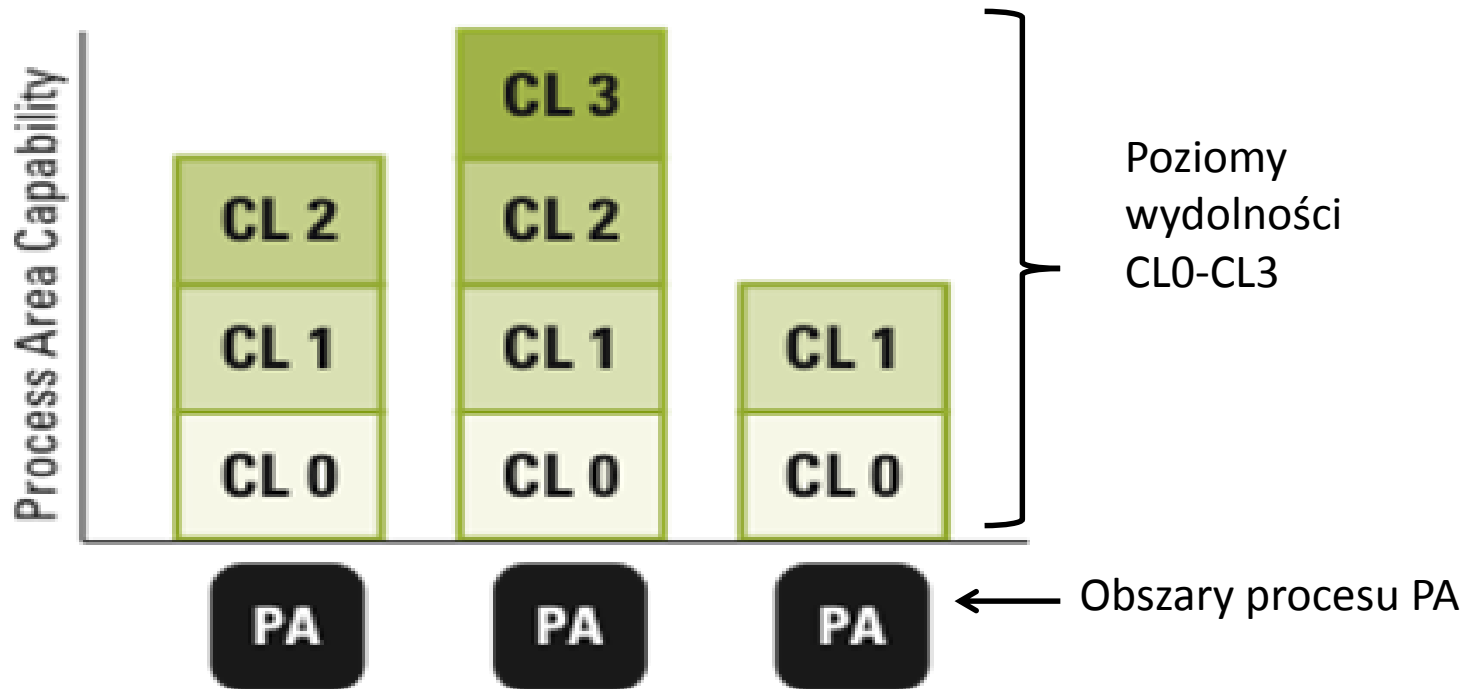 Process Area Capability
CL 3
CL 2
CL 2
CL 1
CL 1
CL 1
CL 0
CL 0
CL 0
PA
PA
PA
Poziomy
wydolności
CL0-CL3
Obszary procesu PA